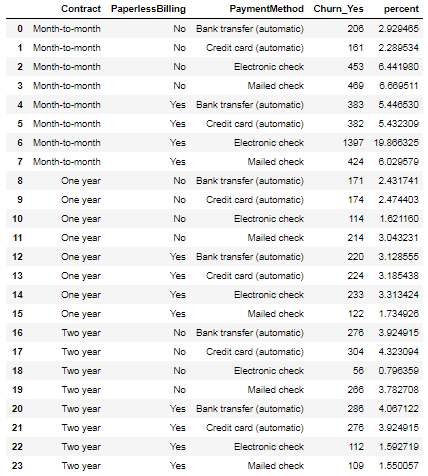 Contract PaperlessBilling PaymentMethod Churn_Yes percent
0 Month-to-month No Bank transfer (automatic) 206 2.929465
1 Month-to-month No Credit card (automatic) 161 2.289534
2 Month-to-month No Electronic check 453 6.441980
3 Month-to-month No Mailed check 469 6.669511
4 Month-to-month Yes Bank transfer (automatic) 383 5.446530
5 Month-to-month Yes Credit card (automatic) 382 5.432309
6 Month-to-month Yes Electronic check 1397 19.866325
7 Month-to-month Yes Mailed check 424 6.029579
8 One year No Bank transfer (automatic) 171 2.431741
9 One year No Credit card (automatic) 174 2.474403
10 One year No Electronic check 114 1.621160
11 One year No Mailed check 214 3.043231
12 One year Yes Bank transfer (automatic) 220 3.128555
13 One year Yes Credit card (automatic) 224 3.185438
14 One year Yes Electronic check 233 3.313424
15 One year Yes Mailed check 122 1.734926
16 Two year No Bank transfer (automatic) 276 3.924915
17 Two year No Credit card (automatic) 304 4.323094
18 Two year No Electronic check 56 0.796359
19 Two year No Mailed check 266 3.782708
20 Two year Yes Bank transfer (automatic) 286 4.067122
21 Two year Yes Credit card (automatic) 276 3.924915
22 Two year Yes Electronic check 112 1.592719
23 Two year Yes Mailed check 109 1.550057